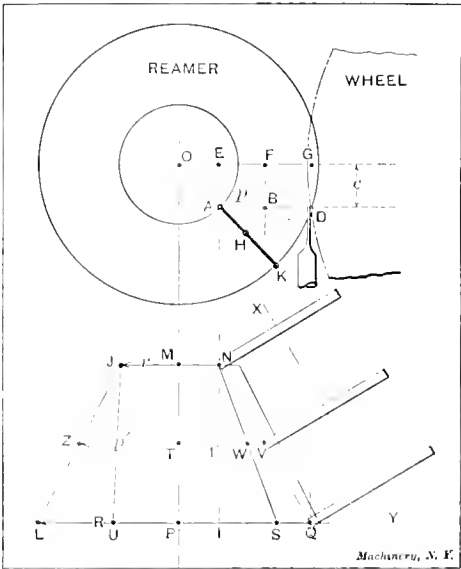 REAMER
WHEEL
O E F G
A B D
H
K
X
J r M N
Z T W V
L R U P I S Q Y
Machinery, N. Y.